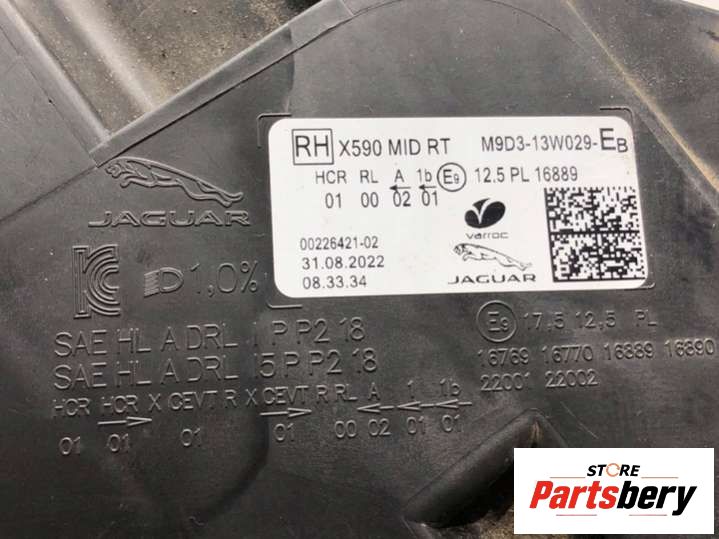 RH X590 MID RT M9D3-13W029-EB
HCR RL A 1b E9 12.5 PL 16889
01 00 02 01
00226421-02
31.08.2022
08.33.34
varroc
JAGUAR
JAGUAR
1,0%
E9 17,5 12,5 PL
SAE HL A DRL I P P2 18
SAE HL A DRL I5 P P2 18
16769 16770 16889 16890
22001 22002
HCR HCR X CEVT R X CEVT R RL A 1 1b
01 01 01 01 00 02 01 01
STORE
Partsbery